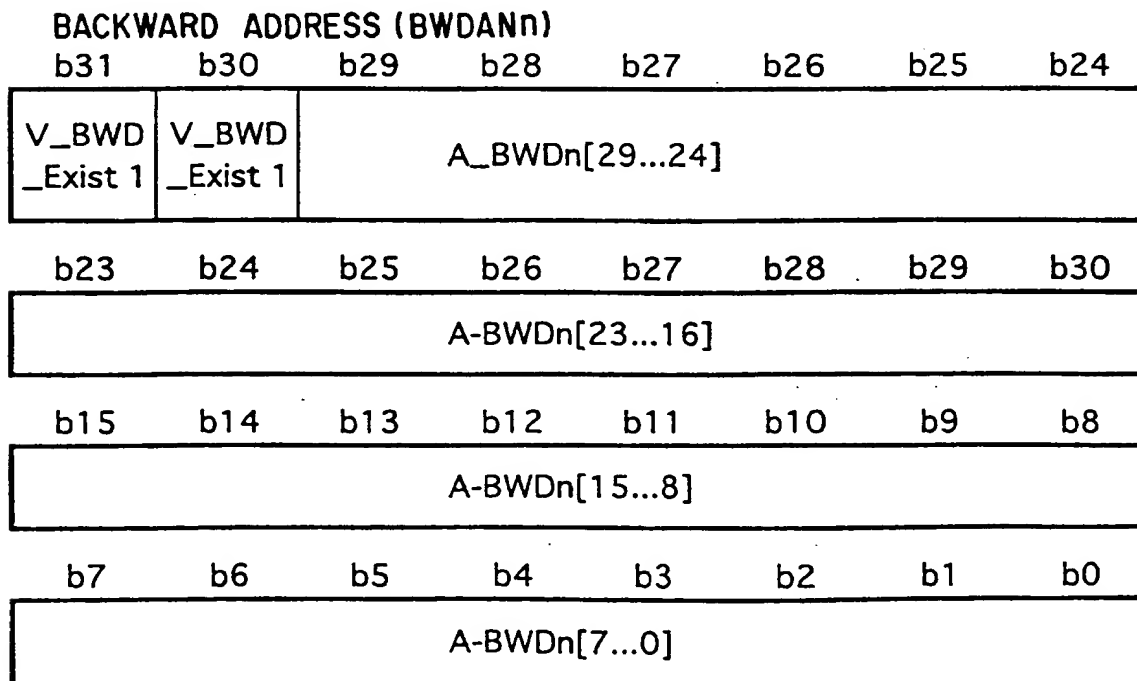 BACKWARD ADDRESS (BWDANn)
b31 b30 b29 b28 b27 b26 b25 b24
V_BWD V_BWD
_Exist 1 _Exist 1
A_BWDn[29...24]
b23 b24 b25 b26 b27 b28 b29 b30
A-BWDn[23...16]
b15 b14 b13 b12 b11 b10 b9 b8
A-BWDn[15...8]
b7 b6 b5 b4 b3 b2 b1 b0
A-BWDn[7...0]